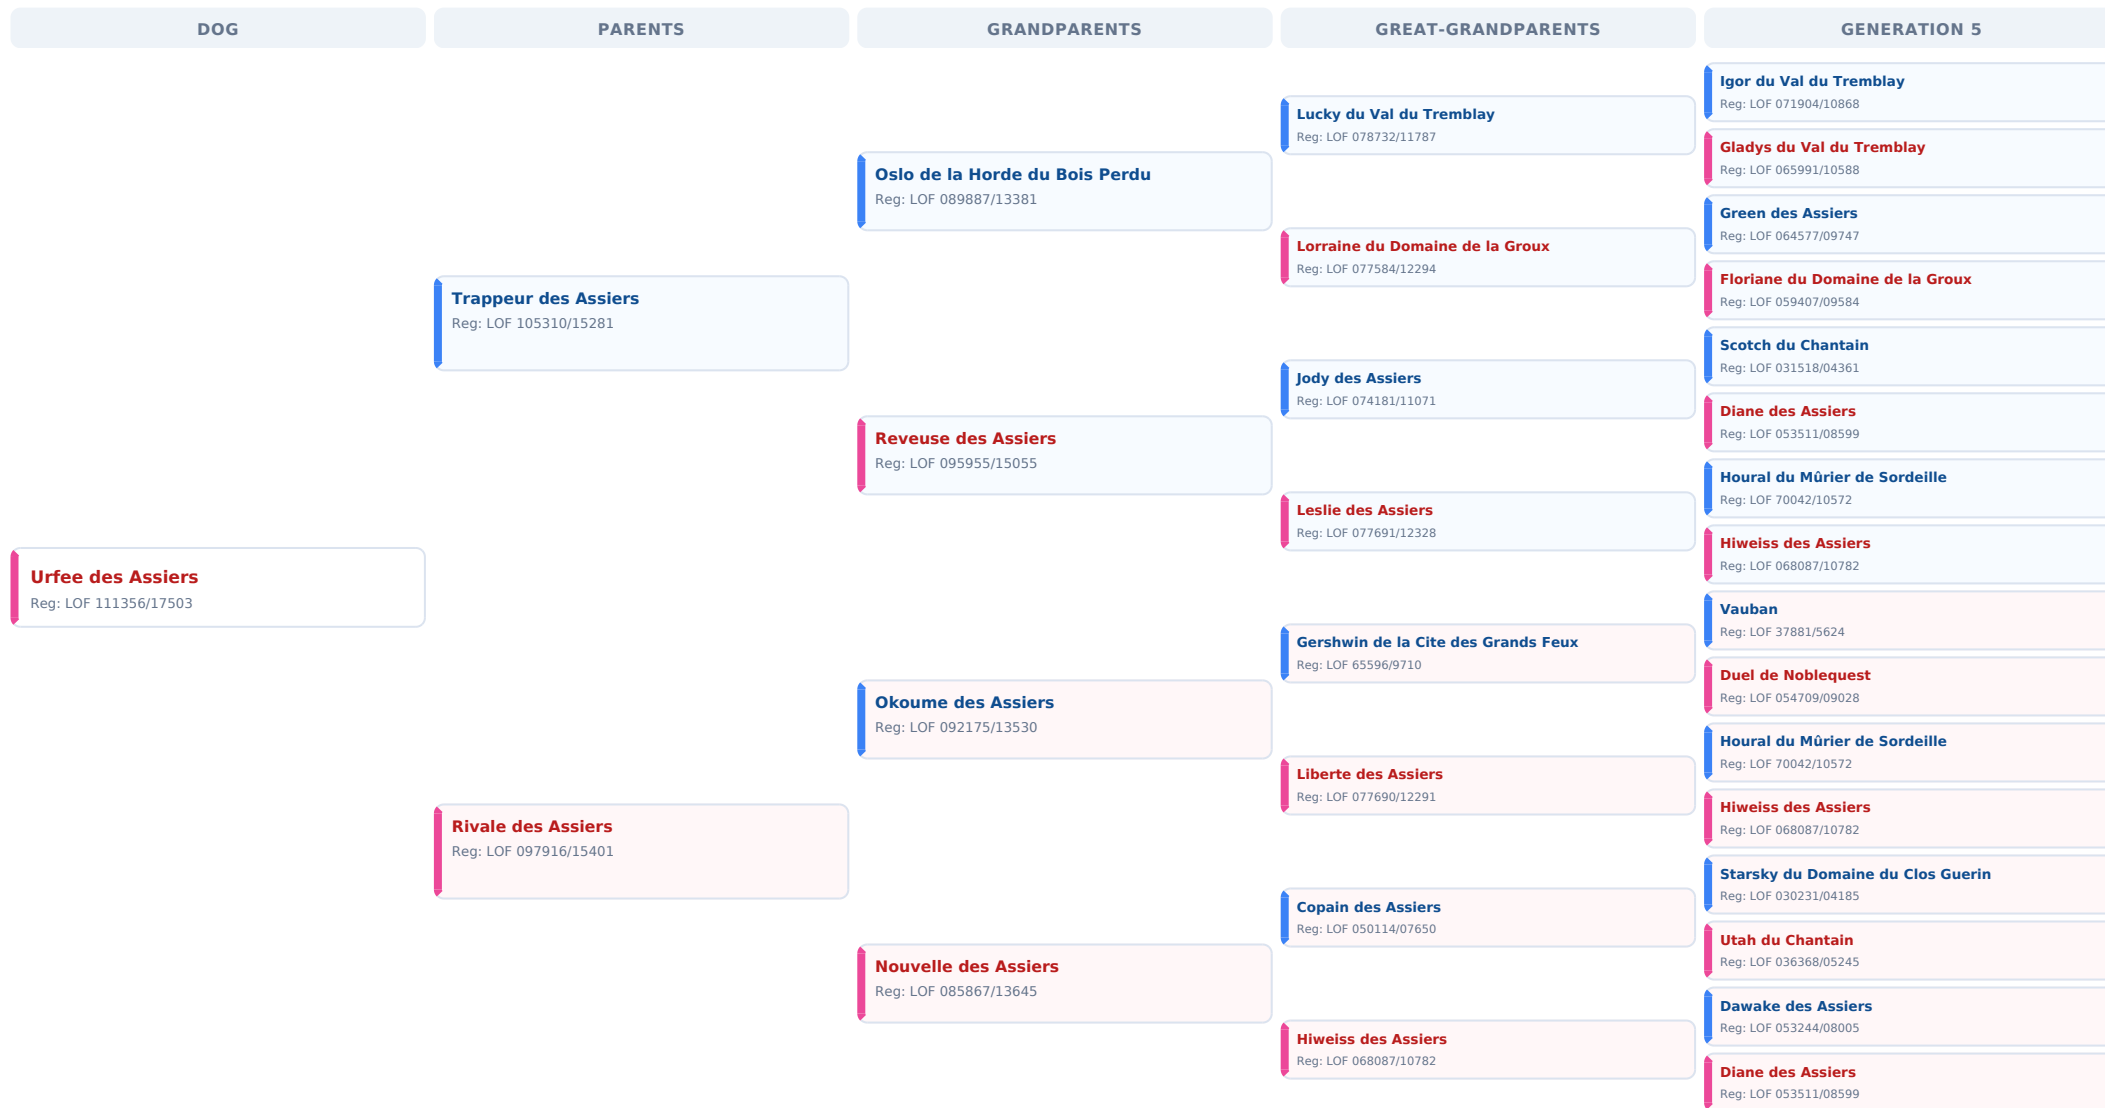 DOG
PARENTS
GRANDPARENTS
GREAT-GRANDPARENTS
GENERATION 5
Urfee des Assiers
Reg: LOF 111356/17503
Trappeur des Assiers
Reg: LOF 105310/15281
Rivale des Assiers
Reg: LOF 097916/15401
Oslo de la Horde du Bois Perdu
Reg: LOF 089887/13381
Reveuse des Assiers
Reg: LOF 095955/15055
Okoume des Assiers
Reg: LOF 092175/13530
Nouvelle des Assiers
Reg: LOF 085867/13645
Lucky du Val du Tremblay
Reg: LOF 078732/11787
Lorraine du Domaine de la Groux
Reg: LOF 077584/12294
Jody des Assiers
Reg: LOF 074181/11071
Leslie des Assiers
Reg: LOF 077691/12328
Gershwin de la Cite des Grands Feux
Reg: LOF 65596/9710
Liberte des Assiers
Reg: LOF 077690/12291
Copain des Assiers
Reg: LOF 050114/07650
Hiweiss des Assiers
Reg: LOF 068087/10782
Igor du Val du Tremblay
Reg: LOF 071904/10868
Gladys du Val du Tremblay
Reg: LOF 065991/10588
Green des Assiers
Reg: LOF 064577/09747
Floriane du Domaine de la Groux
Reg: LOF 059407/09584
Scotch du Chantain
Reg: LOF 031518/04361
Diane des Assiers
Reg: LOF 053511/08599
Houral du Mûrier de Sordeille
Reg: LOF 70042/10572
Hiweiss des Assiers
Reg: LOF 068087/10782
Vauban
Reg: LOF 37881/5624
Duel de Noblequest
Reg: LOF 054709/09028
Houral du Mûrier de Sordeille
Reg: LOF 70042/10572
Hiweiss des Assiers
Reg: LOF 068087/10782
Starsky du Domaine du Clos Guerin
Reg: LOF 030231/04185
Utah du Chantain
Reg: LOF 036368/05245
Dawake des Assiers
Reg: LOF 053244/08005
Diane des Assiers
Reg: LOF 053511/08599